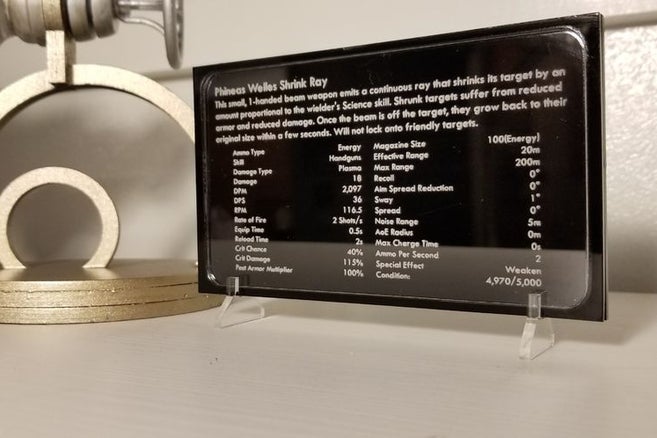 Phineas Welles Shrink Ray
This small, 1-handed beam weapon emits a continuous ray that shrinks its target by an
amount proportional to the wielder's Science skill. Shrunk targets suffer from reduced
armor and reduced damage. Once the beam is off the target, they grow back to their
original size within a few seconds. Will not lock onto friendly targets.
Ammo Type Energy Magazine Size 100(Energy)
Skill Handguns Effective Range 20m
Damage Type Plasma Max Range 200m
Damage 18 Recoil 0°
DPM 2,097 Aim Spread Reduction 0°
DPS 36 Sway 1°
RPM 116.5 Spread 0°
Rate of Fire 2 Shots/s Noise Range 5m
Equip Time 0.5s AoE Radius 0m
Reload Time 2s Max Charge Time 0s
Crit Chance 40% Ammo Per Second 2
Crit Damage 115% Special Effect Weaken
Post Armor Multiplier 100% Condition: 4,970/5,000